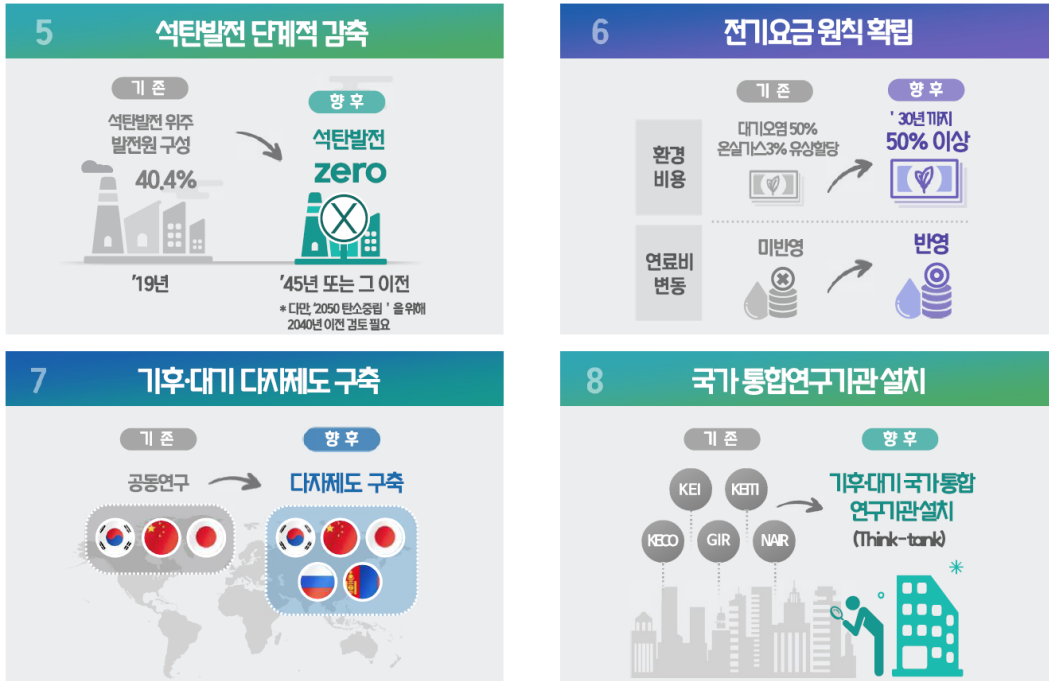 5 석탄발전 단계적 감축
기 존
석탄발전 위주
발전원 구성
40.4%
'19년
향 후
석탄발전
zero
'45년 또는 그 이전
* 다만, '2050 탄소중립 ' 을 위해
2040년 이전 검토 필요
6 전기요금 원칙 확립
기 존
향 후
환경
비용
대기오염 50%
온실가스3% 유상할당
' 30년 까지
50% 이상
연료비
변동
미반영
반영
7 기후·대기 다자제도 구축
기 존
향 후
공동연구
다자제도 구축
8 국가 통합연구기관 설치
기 존
향 후
KEI
KEITI
KECO
GIR
NAIR
기후·대기 국가 통합
연구기관 설치
(Think-tank)